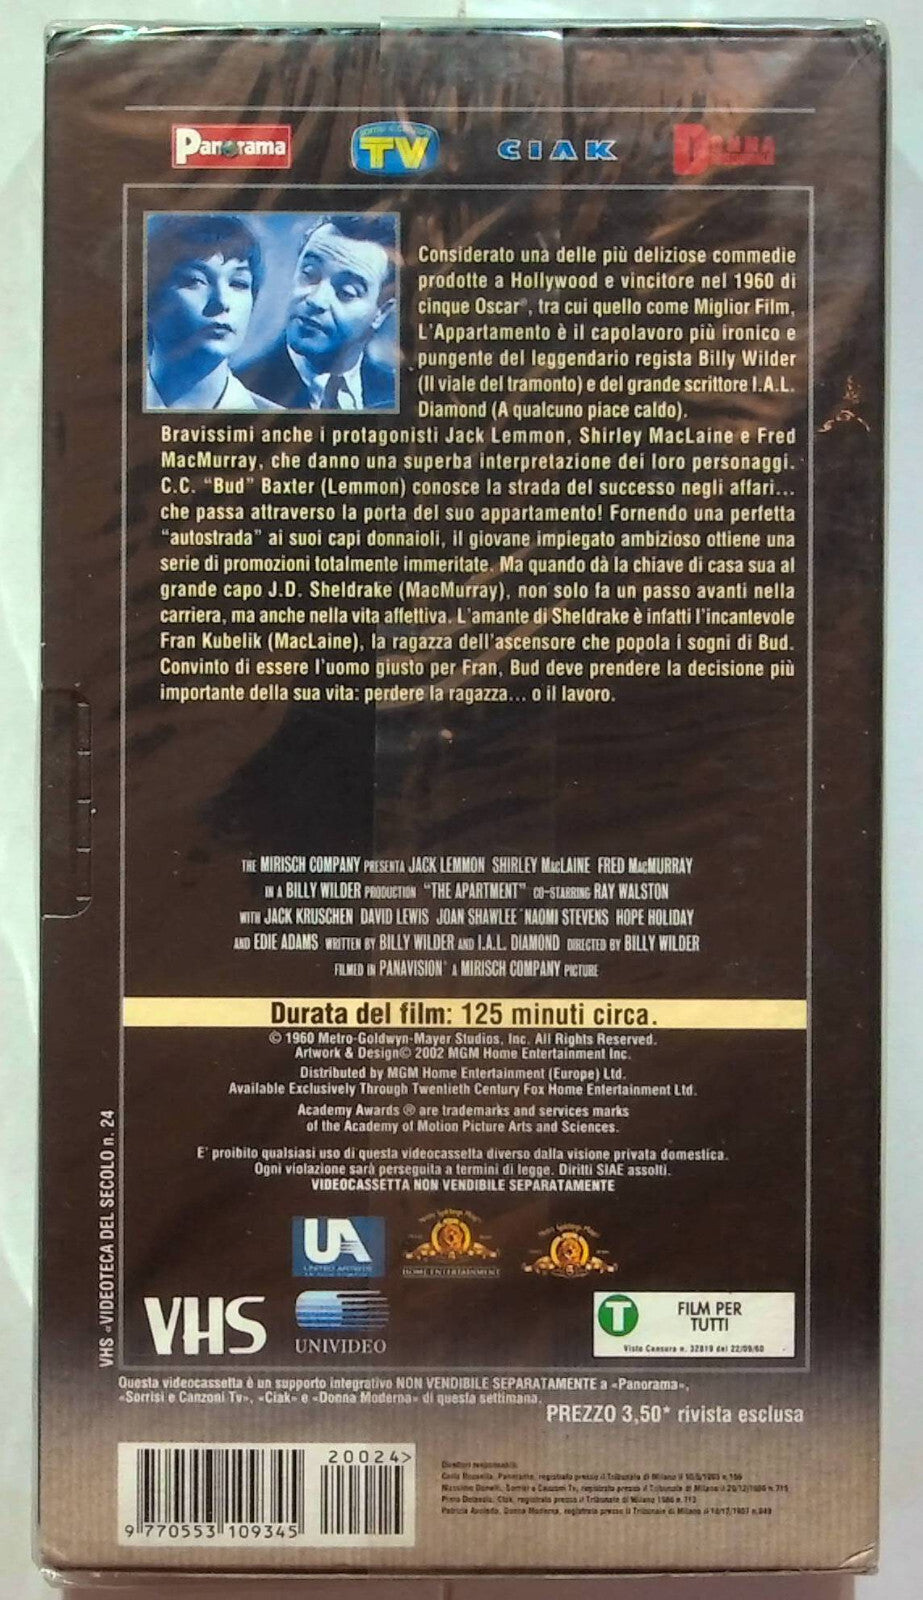 Panorama
sorrisi e canzoni
TV
CIAK
DONNA
Considerato una delle più deliziose commedie
prodotte a Hollywood e vincitore nel 1960 di
cinque Oscar®, tra cui quello come Miglior Film,
L'Appartamento è il capolavoro più ironico e
pungente del leggendario regista Billy Wilder
(Il viale del tramonto) e del grande scrittore I.A.L.
Diamond (A qualcuno piace caldo).
Bravissimi anche i protagonisti Jack Lemmon, Shirley MacLaine e Fred
MacMurray, che danno una superba interpretazione dei loro personaggi.
C.C. "Bud" Baxter (Lemmon) conosce la strada del successo negli affari...
che passa attraverso la porta del suo appartamento! Fornendo una perfetta
"autostrada" ai suoi capi donnaioli, il giovane impiegato ambizioso ottiene una
serie di promozioni totalmente immeritate. Ma quando dà la chiave di casa sua al
grande capo J.D. Sheldrake (MacMurray), non solo fa un passo avanti nella
carriera, ma anche nella vita affettiva. L'amante di Sheldrake è infatti l'incantevole
Fran Kubelik (MacLaine), la ragazza dell'ascensore che popola i sogni di Bud.
Convinto di essere l'uomo giusto per Fran, Bud deve prendere la decisione più
importante della sua vita: perdere la ragazza... o il lavoro.
THE MIRISCH COMPANY PRESENTA JACK LEMMON SHIRLEY MACLAINE FRED MACMURRAY
IN A BILLY WILDER PRODUCTION "THE APARTMENT" CO-STARRING RAY WALSTON
WITH JACK KRUSCHEN DAVID LEWIS JOAN SHAWLEE NAOMI STEVENS HOPE HOLIDAY
AND EDIE ADAMS WRITTEN BY BILLY WILDER AND I.A.L. DIAMOND DIRECTED BY BILLY WILDER
FILMED IN PANAVISION® A MIRISCH COMPANY PICTURE
Durata del film: 125 minuti circa.
© 1960 Metro-Goldwyn-Mayer Studios, Inc. All Rights Reserved.
Artwork & Design© 2002 MGM Home Entertainment Inc.
Distributed by MGM Home Entertainment (Europe) Ltd.
Available Exclusively Through Twentieth Century Fox Home Entertainment Ltd.
Academy Awards ® are trademarks and services marks
of the Academy of Motion Picture Arts and Sciences.
E' proibito qualsiasi uso di questa videocassetta diverso dalla visione privata domestica.
Ogni violazione sarà perseguita a termini di legge. Diritti SIAE assolti.
VIDEOCASSETTA NON VENDIBILE SEPARATAMENTE
VHS «VIDEOTECA DEL SECOLO n. 24
UA
UNITED ARTISTS
HOME ENTERTAINMENT
VHS
UNIVIDEO
T
FILM PER
TUTTI
Visto Censura n. 32819 del 22/09/60
Questa videocassetta è un supporto integrativo NON VENDIBILE SEPARATAMENTE a «Panorama»,
«Sorrisi e Canzoni Tv», «Ciak» e «Donna Moderna» di questa settimana.
PREZZO 3,50* rivista esclusa
20024>
9 770553 109345
Direttori responsabili: